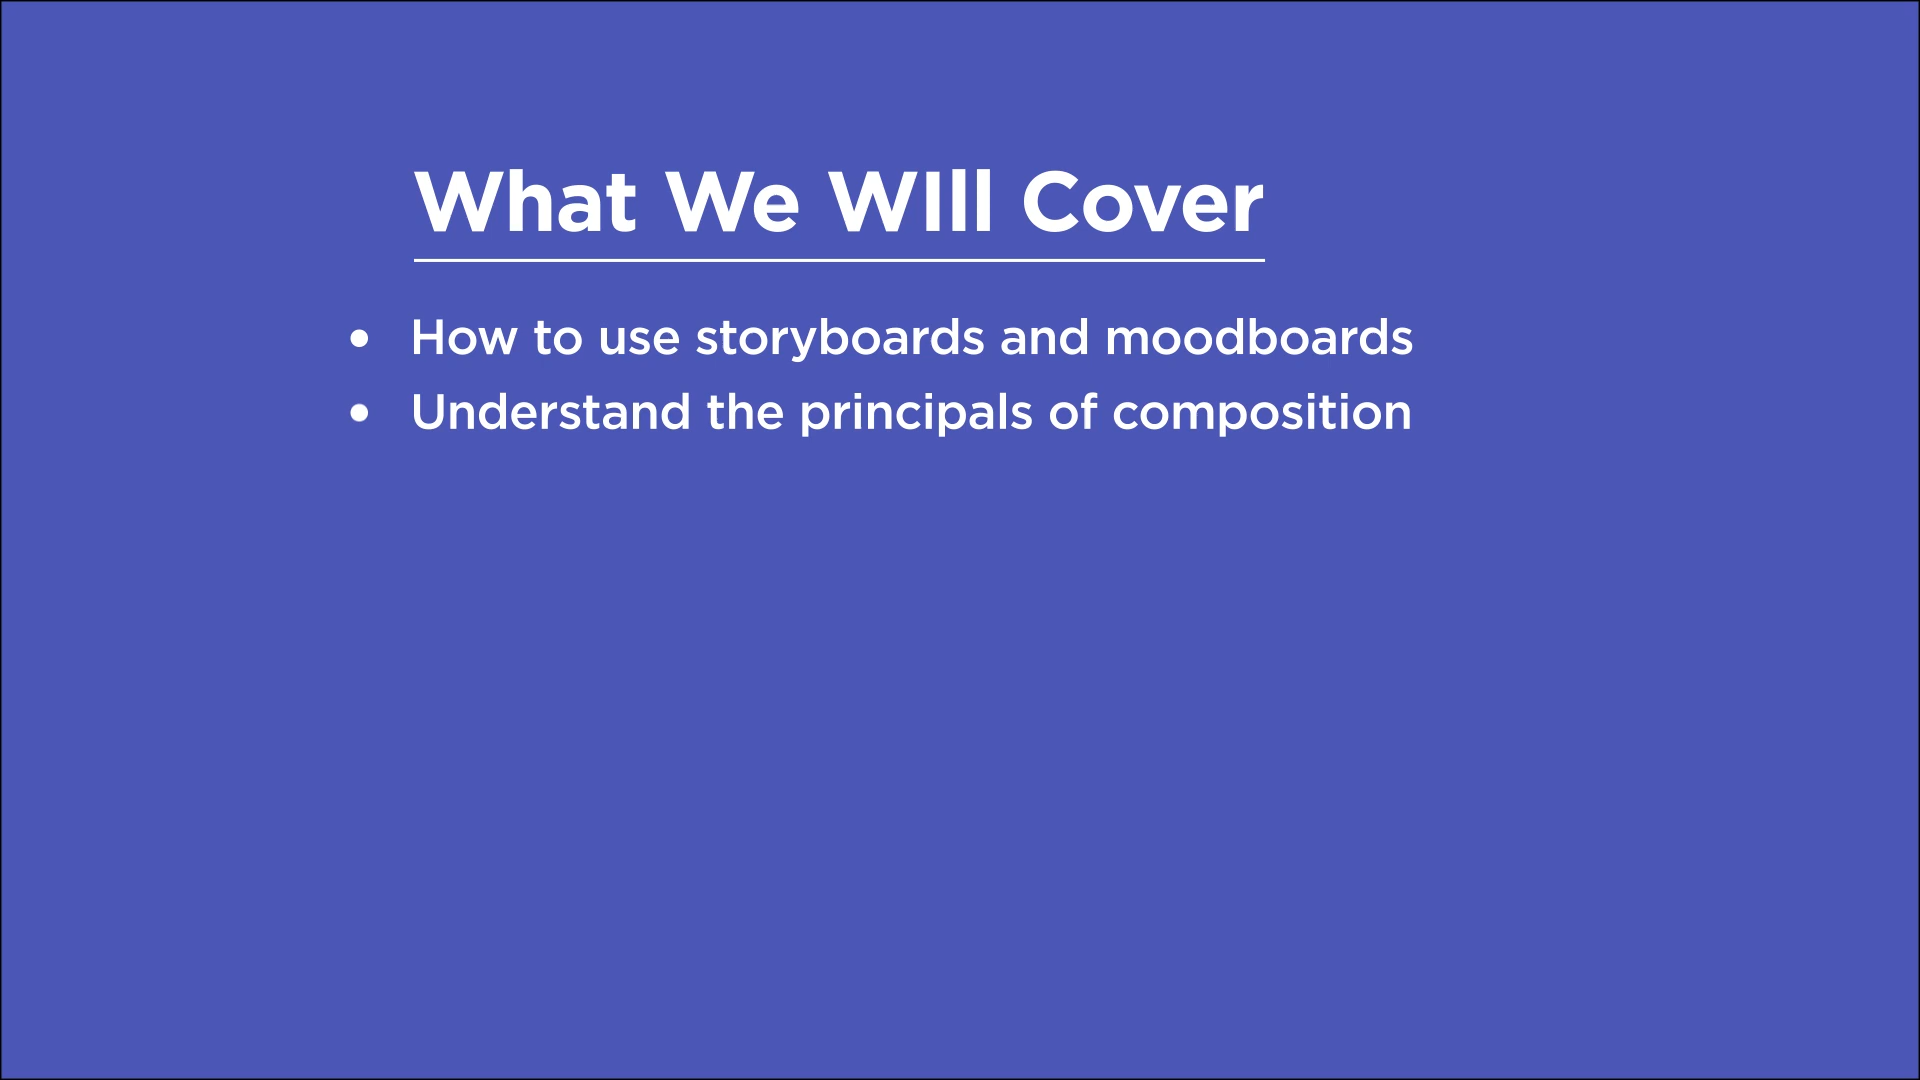 What We WIll Cover
• How to use storyboards and moodboards
• Understand the principals of composition